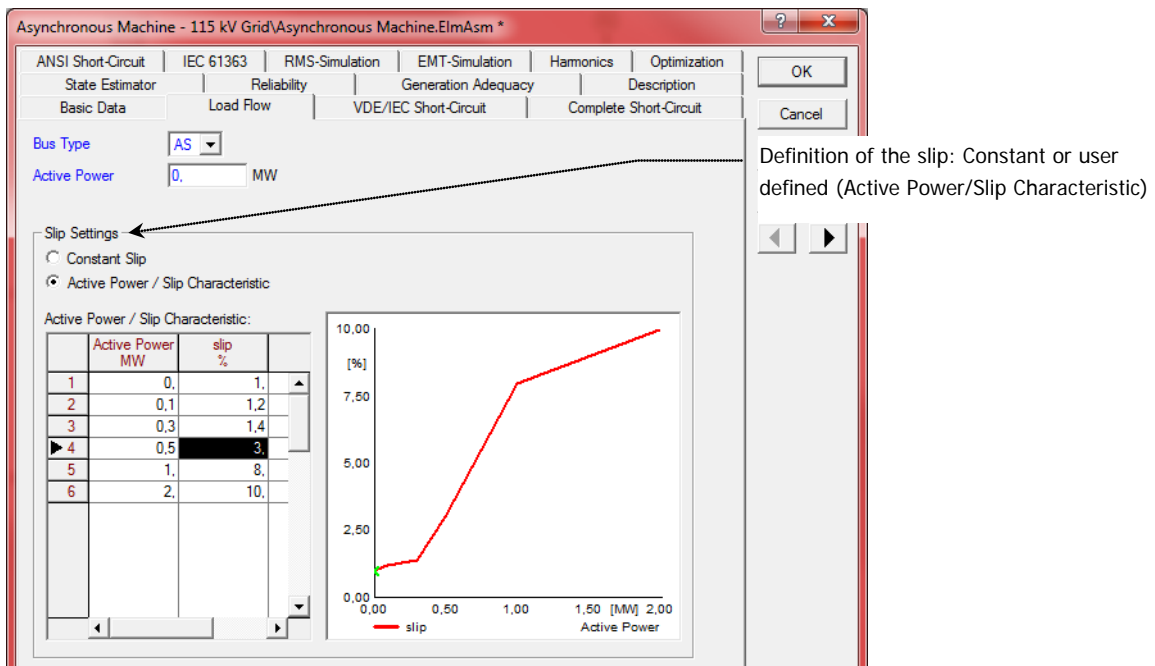 Asynchronous Machine - 115 kV Grid\Asynchronous Machine.ElmAsm *
?
x
ANSI Short-Circuit
IEC 61363
RMS-Simulation
EMT-Simulation
Harmonics
Optimization
State Estimator
Reliability
Generation Adequacy
Description
Basic Data
Load Flow
VDE/IEC Short-Circuit
Complete Short-Circuit
OK
Cancel
Bus Type
AS
Active Power
0,
MW
Definition of the slip: Constant or user
defined (Active Power/Slip Characteristic)
Slip Settings
Constant Slip
Active Power / Slip Characteristic
Active Power / Slip Characteristic:
Active Power slip
MW %
1 0, 1,
2 0,1 1,2
3 0,3 1,4
4 0,5 3,
5 1, 8,
6 2, 10,
10,00
[%]
7,50
5,00
2,50
0,00
0,00 0,50 1,00 1,50 [MW] 2,00
slip
Active Power